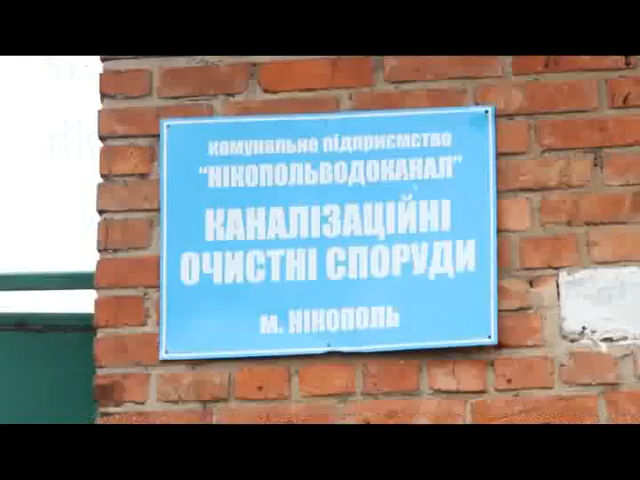 комунальне підприємство
"НІКОПОЛЬВОДОКАНАЛ"
КАНАЛІЗАЦІЙНІ
ОЧИСТНІ СПОРУДИ
м. НІКОПОЛЬ